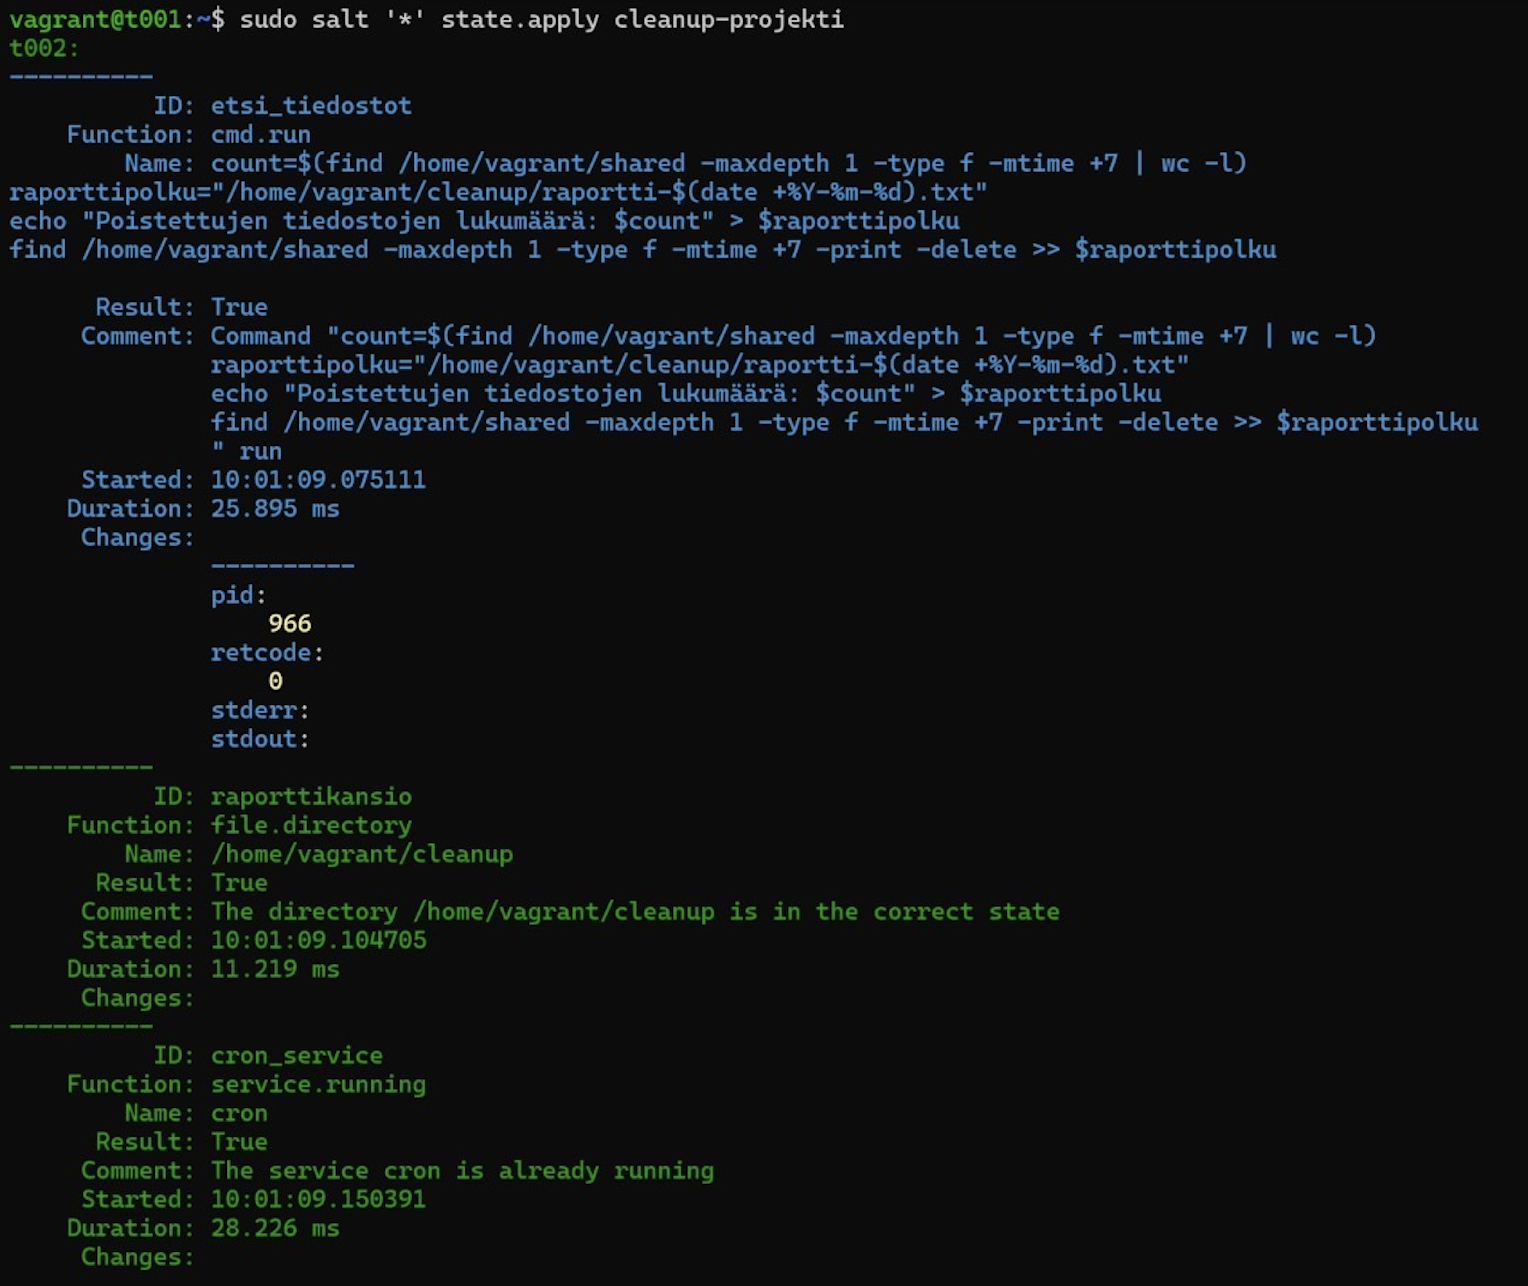 vagrant@t001:~$ sudo salt '*' state.apply cleanup-projekti
t002:
----------
          ID: etsi_tiedostot
    Function: cmd.run
        Name: count=$(find /home/vagrant/shared -maxdepth 1 -type f -mtime +7 | wc -l)
raporttipolku="/home/vagrant/cleanup/raportti-$(date +%Y-%m-%d).txt"
echo "Poistettujen tiedostojen lukumäärä: $count" > $raporttipolku
find /home/vagrant/shared -maxdepth 1 -type f -mtime +7 -print -delete >> $raporttipolku

      Result: True
     Comment: Command "count=$(find /home/vagrant/shared -maxdepth 1 -type f -mtime +7 | wc -l)
              raporttipolku="/home/vagrant/cleanup/raportti-$(date +%Y-%m-%d).txt"
              echo "Poistettujen tiedostojen lukumäärä: $count" > $raporttipolku
              find /home/vagrant/shared -maxdepth 1 -type f -mtime +7 -print -delete >> $raporttipolku
              " run
     Started: 10:01:09.075111
    Duration: 25.895 ms
     Changes:
              ----------
              pid:
                  966
              retcode:
                  0
              stderr:
              stdout:
----------
          ID: raporttikansio
    Function: file.directory
        Name: /home/vagrant/cleanup
      Result: True
     Comment: The directory /home/vagrant/cleanup is in the correct state
     Started: 10:01:09.104705
    Duration: 11.219 ms
     Changes:
----------
          ID: cron_service
    Function: service.running
        Name: cron
      Result: True
     Comment: The service cron is already running
     Started: 10:01:09.150391
    Duration: 28.226 ms
     Changes: